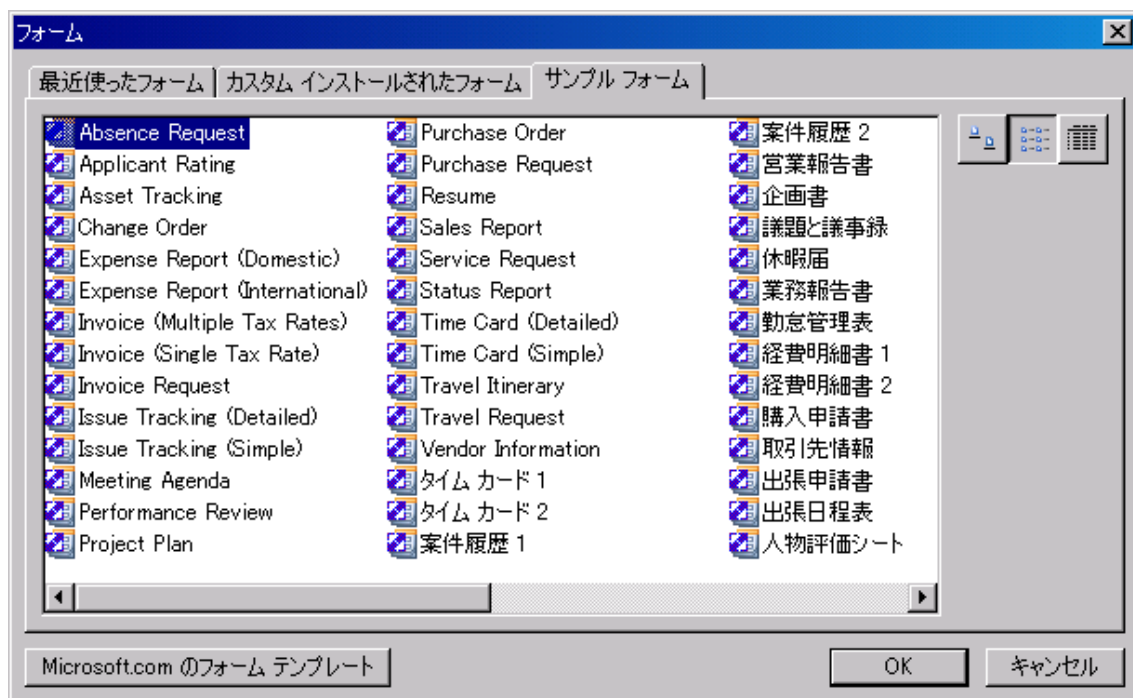 フォーム
最近使ったフォーム
カスタム インストールされたフォーム
サンプル フォーム
Absence Request
Applicant Rating
Asset Tracking
Change Order
Expense Report (Domestic)
Expense Report (International)
Invoice (Multiple Tax Rates)
Invoice (Single Tax Rate)
Invoice Request
Issue Tracking (Detailed)
Issue Tracking (Simple)
Meeting Agenda
Performance Review
Project Plan
Purchase Order
Purchase Request
Resume
Sales Report
Service Request
Status Report
Time Card (Detailed)
Time Card (Simple)
Travel Itinerary
Travel Request
Vendor Information
タイム カード 1
タイム カード 2
案件履歴 1
案件履歴 2
営業報告書
企画書
議題と議事録
休暇届
業務報告書
勤怠管理表
経費明細書 1
経費明細書 2
購入申請書
取引先情報
出張申請書
出張日程表
人物評価シート
Microsoft.com のフォーム テンプレート
OK
キャンセル